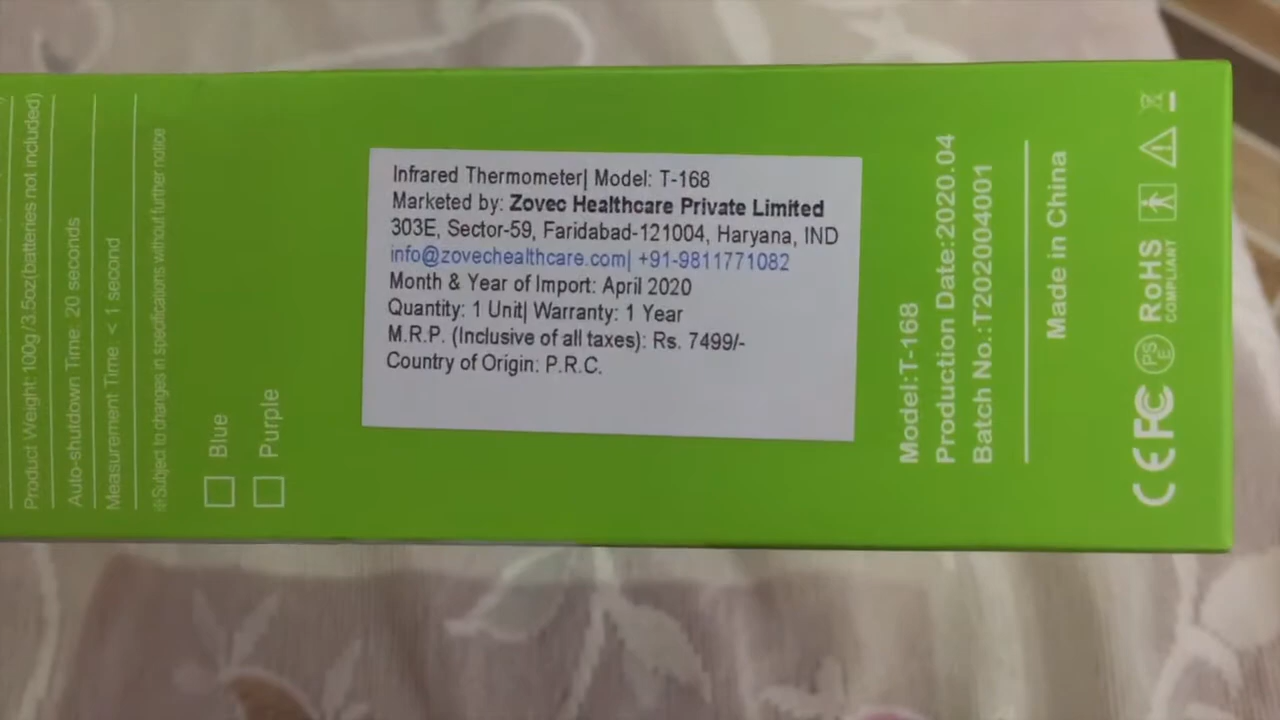 Product Weight: 100g /3.5oz(batteries not included)
Auto-shutdown Time: 20 seconds
Measurement Time: < 1 second
※Subject to changes in specifications without further notice
Blue
Purple
Infrared Thermometer| Model: T-168
Marketed by: Zovec Healthcare Private Limited
303E, Sector-59, Faridabad-121004, Haryana, IND
info@zovechealthcare.com| +91-9811771082
Month & Year of Import: April 2020
Quantity: 1 Unit| Warranty: 1 Year
M.R.P. (Inclusive of all taxes): Rs. 7499/-
Country of Origin: P.R.C.
Model:T-168
Production Date:2020.04
Batch No.:T202004001
Made in China
CE FC PSE RoHS
COMPLIANT